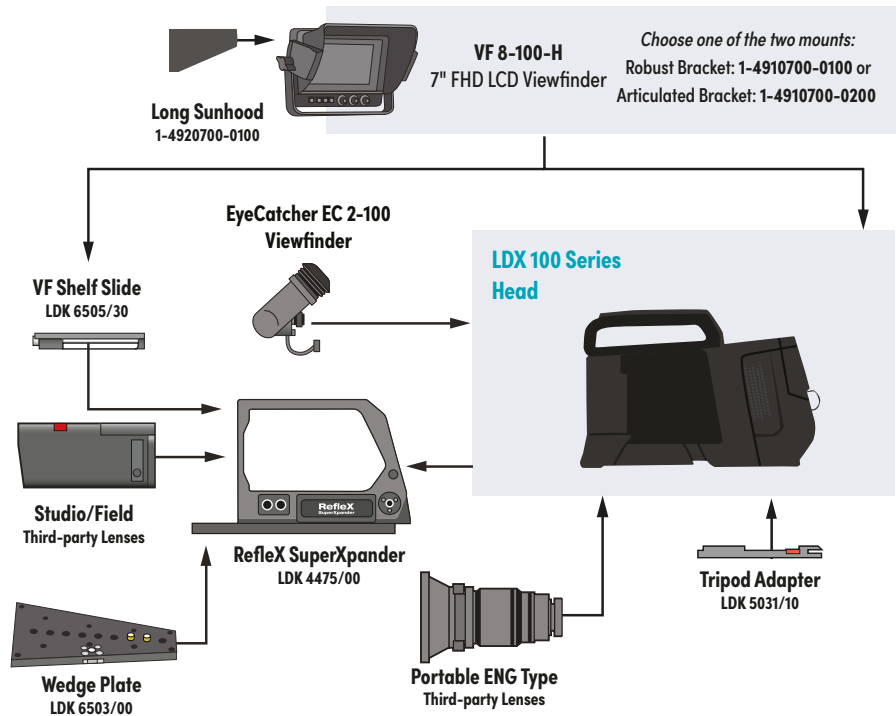 VF 8-100-H
7" FHD LCD Viewfinder
Choose one of the two mounts:
Robust Bracket: 1-4910700-0100 or
Articulated Bracket: 1-4910700-0200
Long Sunhood
1-4920700-0100
EyeCatcher EC 2-100
Viewfinder
LDX 100 Series
Head
VF Shelf Slide
LDK 6505/30
Studio/Field
Third-party Lenses
RefleX
SuperXpander
RefleX SuperXpander
LDK 4475/00
Tripod Adapter
LDK 5031/10
Wedge Plate
LDK 6503/00
Portable ENG Type
Third-party Lenses